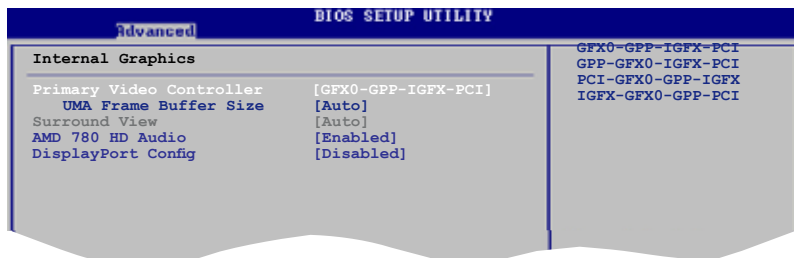 BIOS SETUP UTILITY
Advanced
Internal Graphics
Primary Video Controller [GFX0-GPP-IGFX-PCI]
UMA Frame Buffer Size [Auto]
Surround View [Auto]
AMD 780 HD Audio [Enabled]
DisplayPort Config [Disabled]
GFX0-GPP-IGFX-PCI
GPP-GFX0-IGFX-PCI
PCI-GFX0-GPP-IGFX
IGFX-GFX0-GPP-PCI